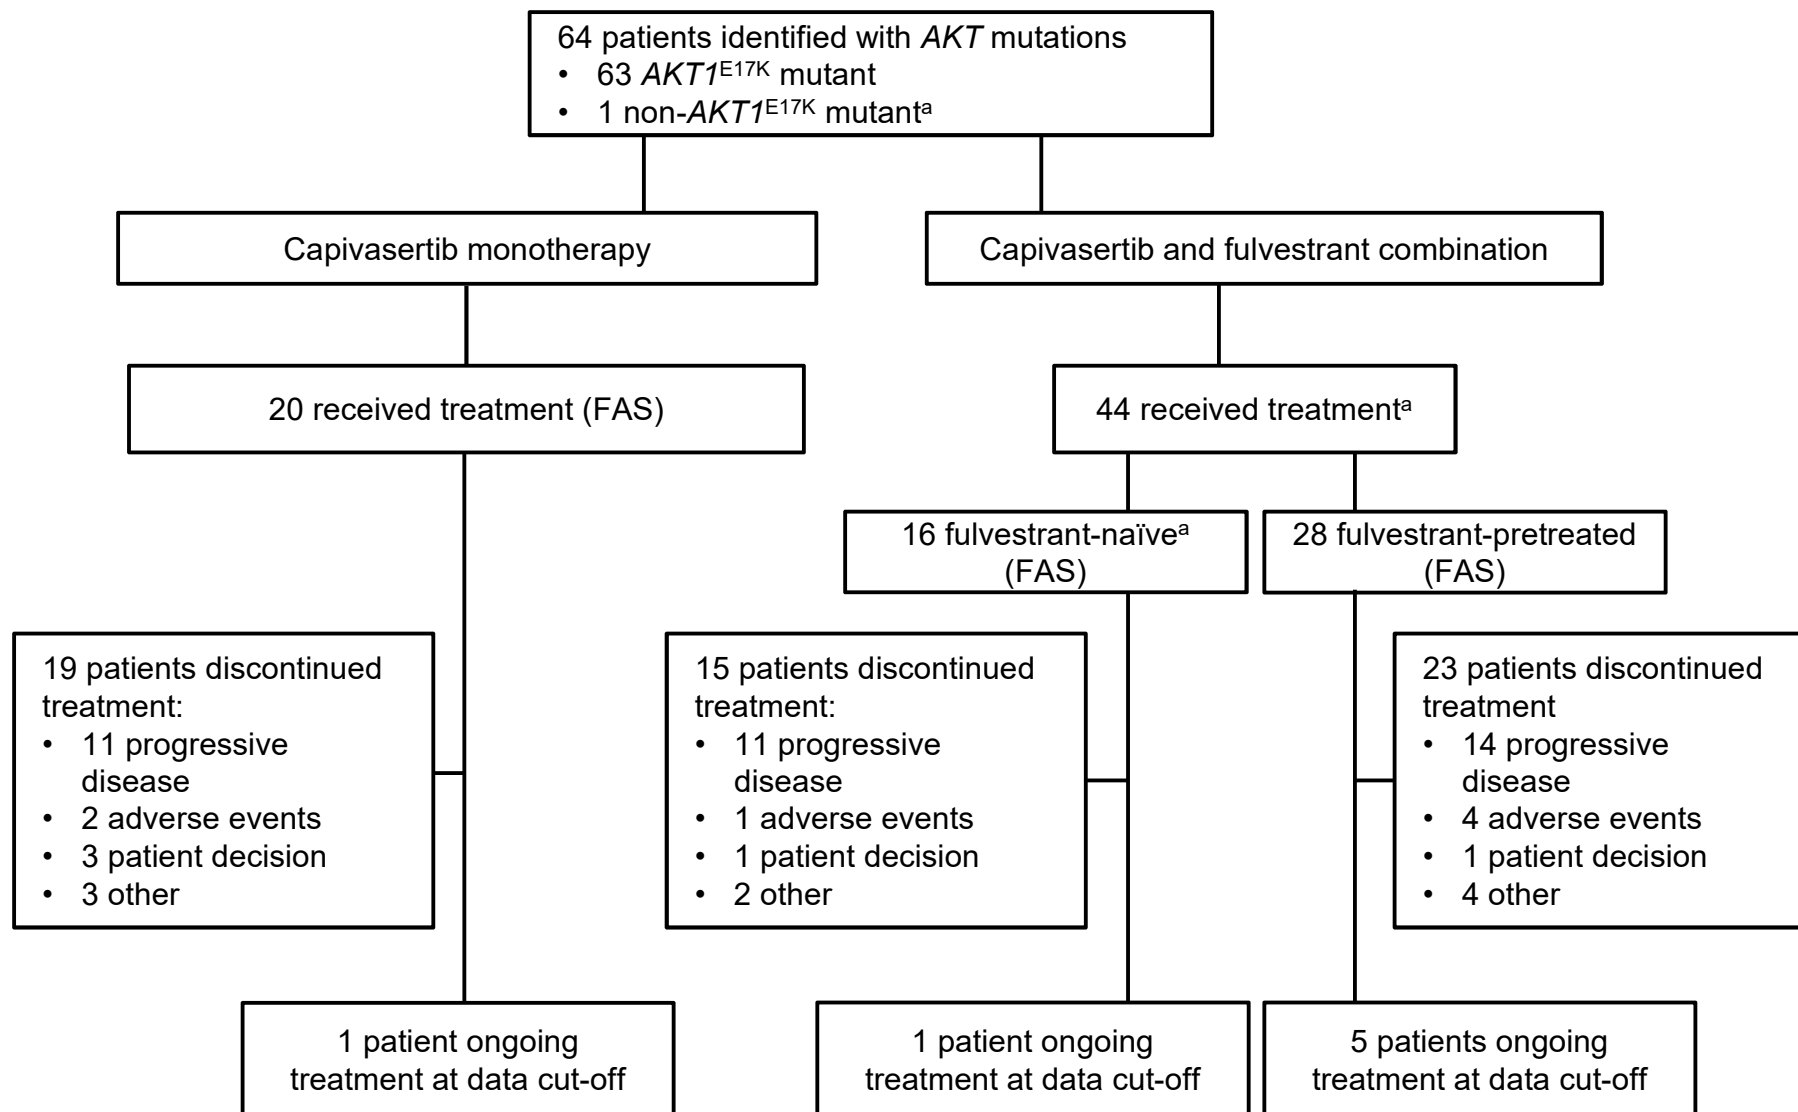 64 patients identified with AKT mutations
• 63 AKT1E17K mutant
• 1 non-AKT1E17K mutanta
Capivasertib monotherapy
Capivasertib and fulvestrant combination
20 received treatment (FAS)
44 received treatmenta
16 fulvestrant-naïvea
(FAS)
28 fulvestrant-pretreated
(FAS)
19 patients discontinued
treatment:
• 11 progressive
disease
• 2 adverse events
• 3 patient decision
• 3 other
15 patients discontinued
treatment:
• 11 progressive
disease
• 1 adverse events
• 1 patient decision
• 2 other
23 patients discontinued
treatment
• 14 progressive
disease
• 4 adverse events
• 1 patient decision
• 4 other
1 patient ongoing
treatment at data cut-off
1 patient ongoing
treatment at data cut-off
5 patients ongoing
treatment at data cut-off